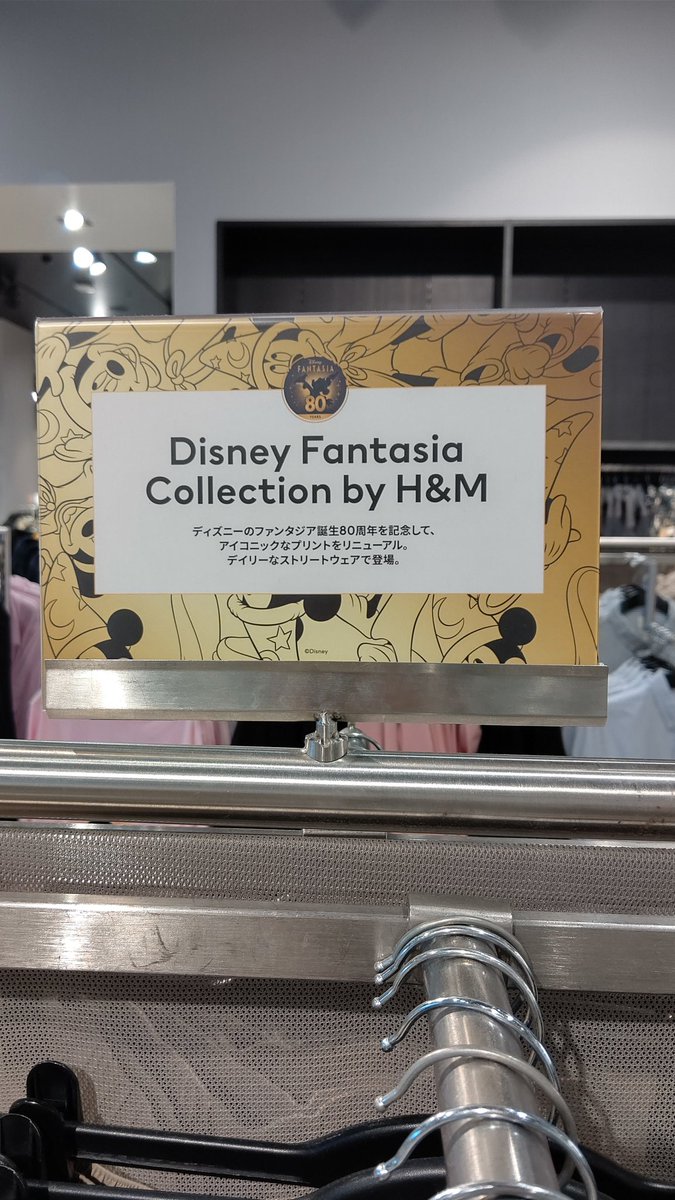 Disney
FANTASIA
80
YEARS
Disney Fantasia
Collection by H&M
ディズニーのファンタジア誕生80周年を記念して、
アイコニックなプリントをリニューアル。
デイリーなストリートウェアで登場。
©Disney